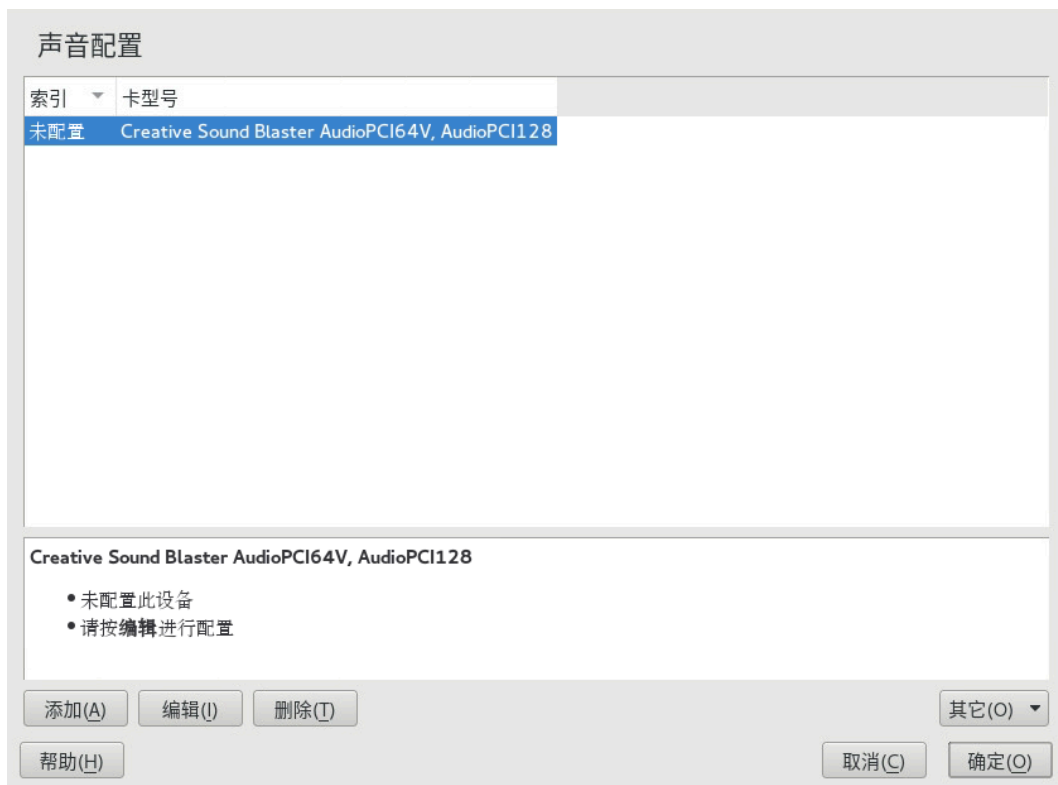 声音配置
索引 卡型号
未配置 Creative Sound Blaster AudioPCI64V, AudioPCI128
Creative Sound Blaster AudioPCI64V, AudioPCI128
•未配置此设备
•请按编辑进行配置
添加(A) 编辑(I) 删除(T) 其它(O)
帮助(H) 取消(C) 确定(O)